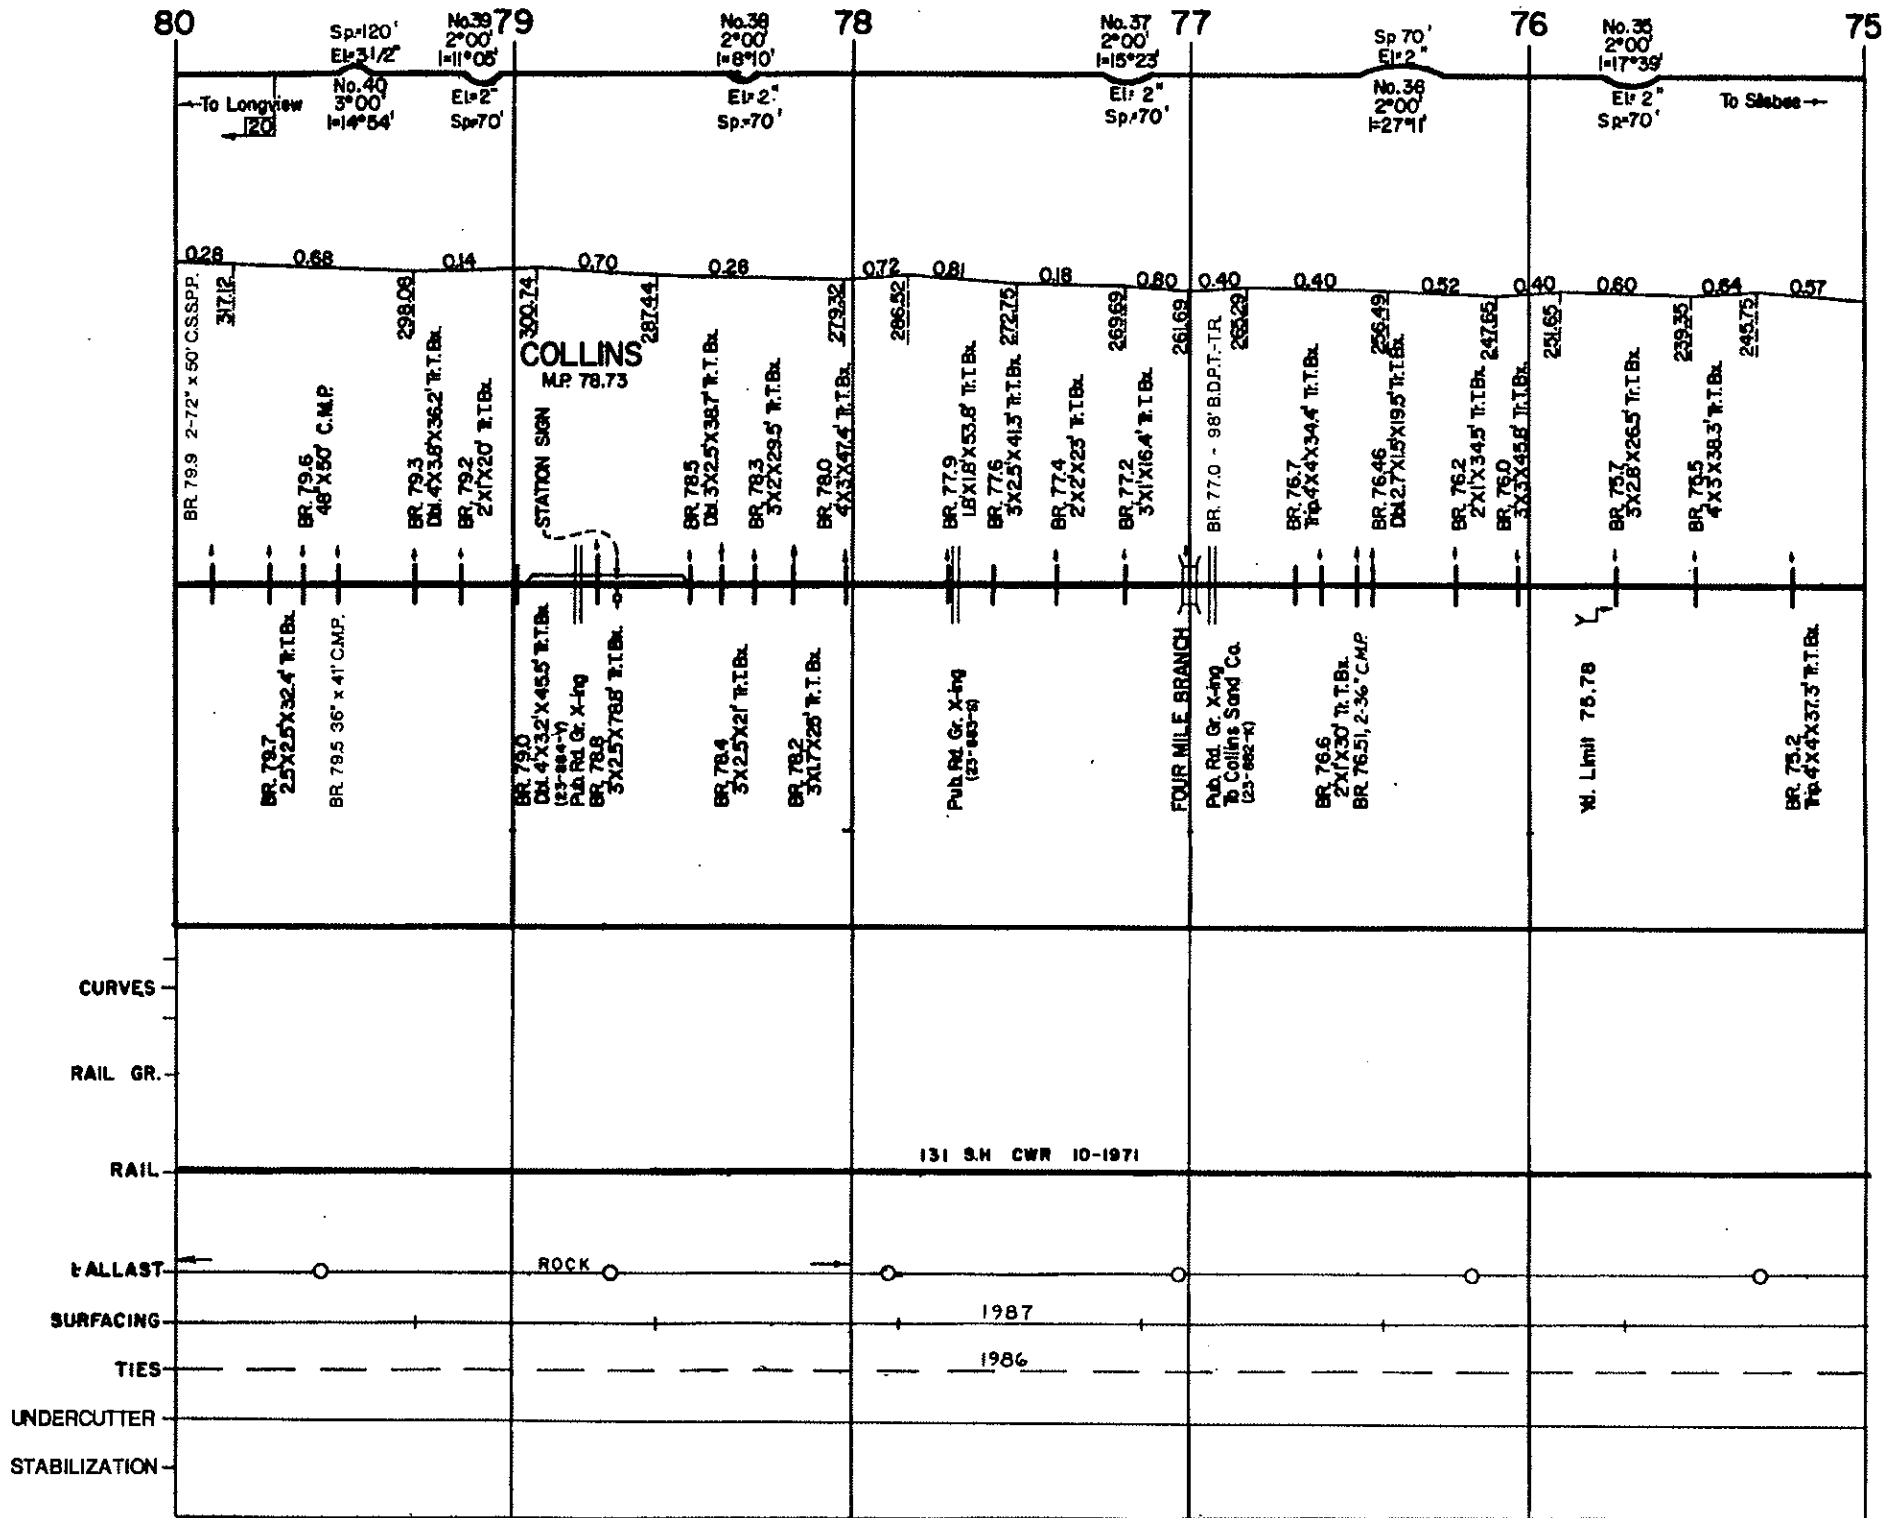 80
79
78
77
76
75
Sp=120'
El=3 1/2"
No.40
3°00'
I=14°54'
No.39
2°00'
I=11°05'
El=2"
Sp=70'
No.38
2°00'
I=8°10'
El=2"
Sp.=70'
No.37
2°00'
I=15°23'
El= 2"
Sp.=70'
Sp 70'
El= 2"
No.36
2°00'
I=27°11'
No.35
2°00'
I=17°39'
El= 2"
Sp=70'
To Longview
20
To Silsbee
0.28
0.68
0.14
0.70
0.26
0.72
0.81
0.18
0.80
0.40
0.40
0.52
0.40
0.60
0.64
0.57
317.12
298.08
300.74
287.44
279.32
286.52
272.75
269.69
261.69
265.29
256.49
247.65
251.65
239.35
245.75
COLLINS
M.P. 78.73
STATION SIGN
BR. 79.9 2-72" x 50' C.S.S.P.P.
BR. 79.6
48"X50' C.M.P.
BR. 79.3
Dbl. 4'X3.8'X36.2' Tr.T.Bx.
BR. 79.2
2'X1'X20' Tr.T.Bx.
BR. 78.5
Dbl 3'X2.5'X38.7' Tr.T.Bx.
BR. 78.3
3'X2'X29.5' Tr.T.Bx.
BR. 78.0
4'X3'X47.4' Tr.T.Bx.
BR. 77.9
1.8'X1.8'X53.8' Tr.T.Bx
BR. 77.6
3'X2.5'X41.3' Tr.T.Bx.
BR. 77.4
2'X2'X23' Tr.T.Bx.
BR. 77.2
3'X1'X16.4' Tr.T.Bx.
BR. 77.0 - 98' B.D.P.T.-T.R.
BR. 76.7
Trip.4'X4'X34.4' Tr.T.Bx.
BR. 76.46
Dbl.2.7'X1.5'X19.5' Tr.T.Bx.
BR. 76.2
2'X1'X34.5' Tr.T.Bx.
BR. 76.0
3'X3'X45.8' Tr.T.Bx.
BR. 75.7
3'X2.8'X26.5' Tr.T.Bx
BR. 75.5
4'X3'X38.3' Tr.T.Bx.
BR. 79.7
2.5'X2.5'X32.4' Tr.T.Bx.
BR. 79.5 36" x 41' C.M.P.
BR. 79.0
Dbl. 4'X3.2'X45.5' Tr.T.Bx.
(23-884-Y)
Pub. Rd. Gr. X-ing
BR. 78.8
3'X2.5'X78.8' Tr.T.Bx.
BR. 78.4
3'X2.5'X21' Tr.T.Bx.
BR. 78.2
3'X1.7'X25' Tr.T.Bx.
Pub. Rd. Gr. X-ing
(23-883-S)
FOUR MILE BRANCH
Pub. Rd. Gr. X-ing
To Collins Sand Co.
(23-882-K)
BR. 76.6
2'X1'X30' Tr.T.Bx.
BR. 76.51, 2-36" C.M.P.
Yd. Limit 75.78
Y
BR. 75.2
Trip.4'X4'X37.3' Tr.T.Bx.
CURVES
RAIL GR.
RAIL
131 S.H CWR 10-1971
BALLAST
ROCK
SURFACING
1987
TIES
1986
UNDERCUTTER
STABILIZATION